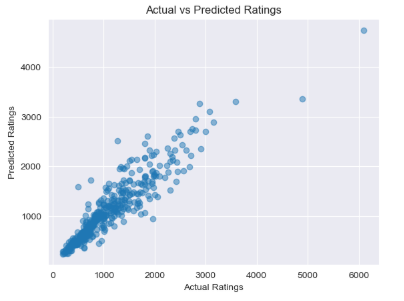 Actual vs Predicted Ratings
4000
3000
2000
1000
Predicted Ratings
0 1000 2000 3000 4000 5000 6000
Actual Ratings